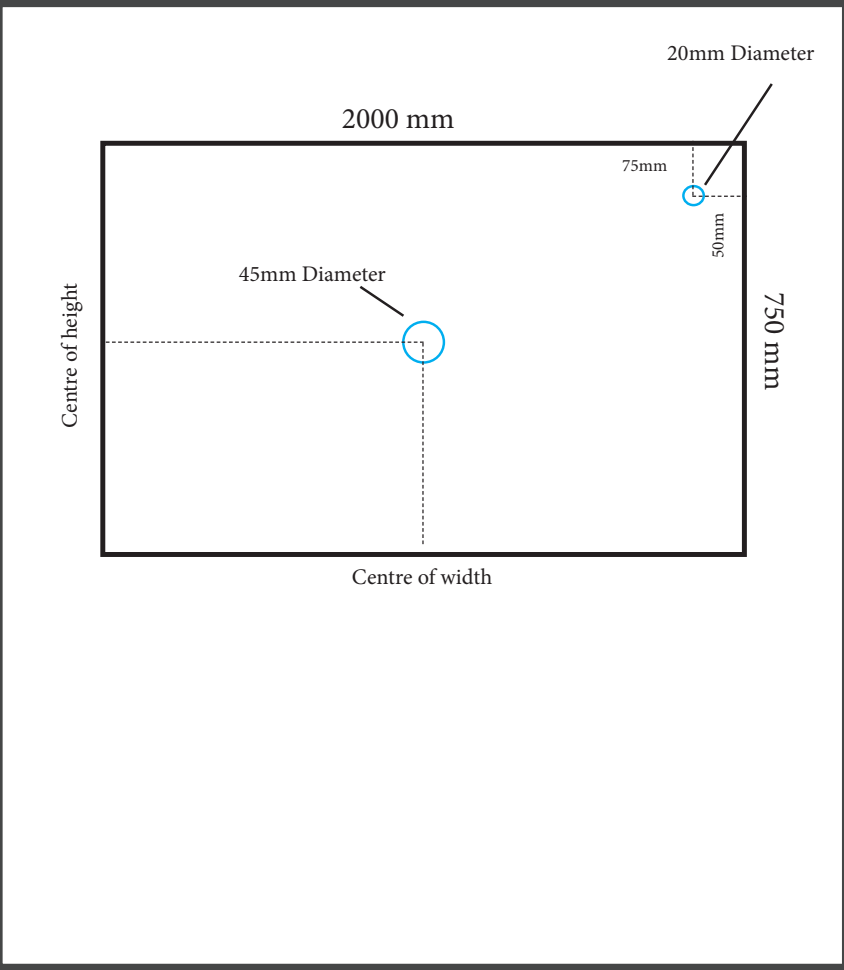 20mm Diameter
2000 mm
75mm
50mm
45mm Diameter
Centre of height
750 mm
Centre of width